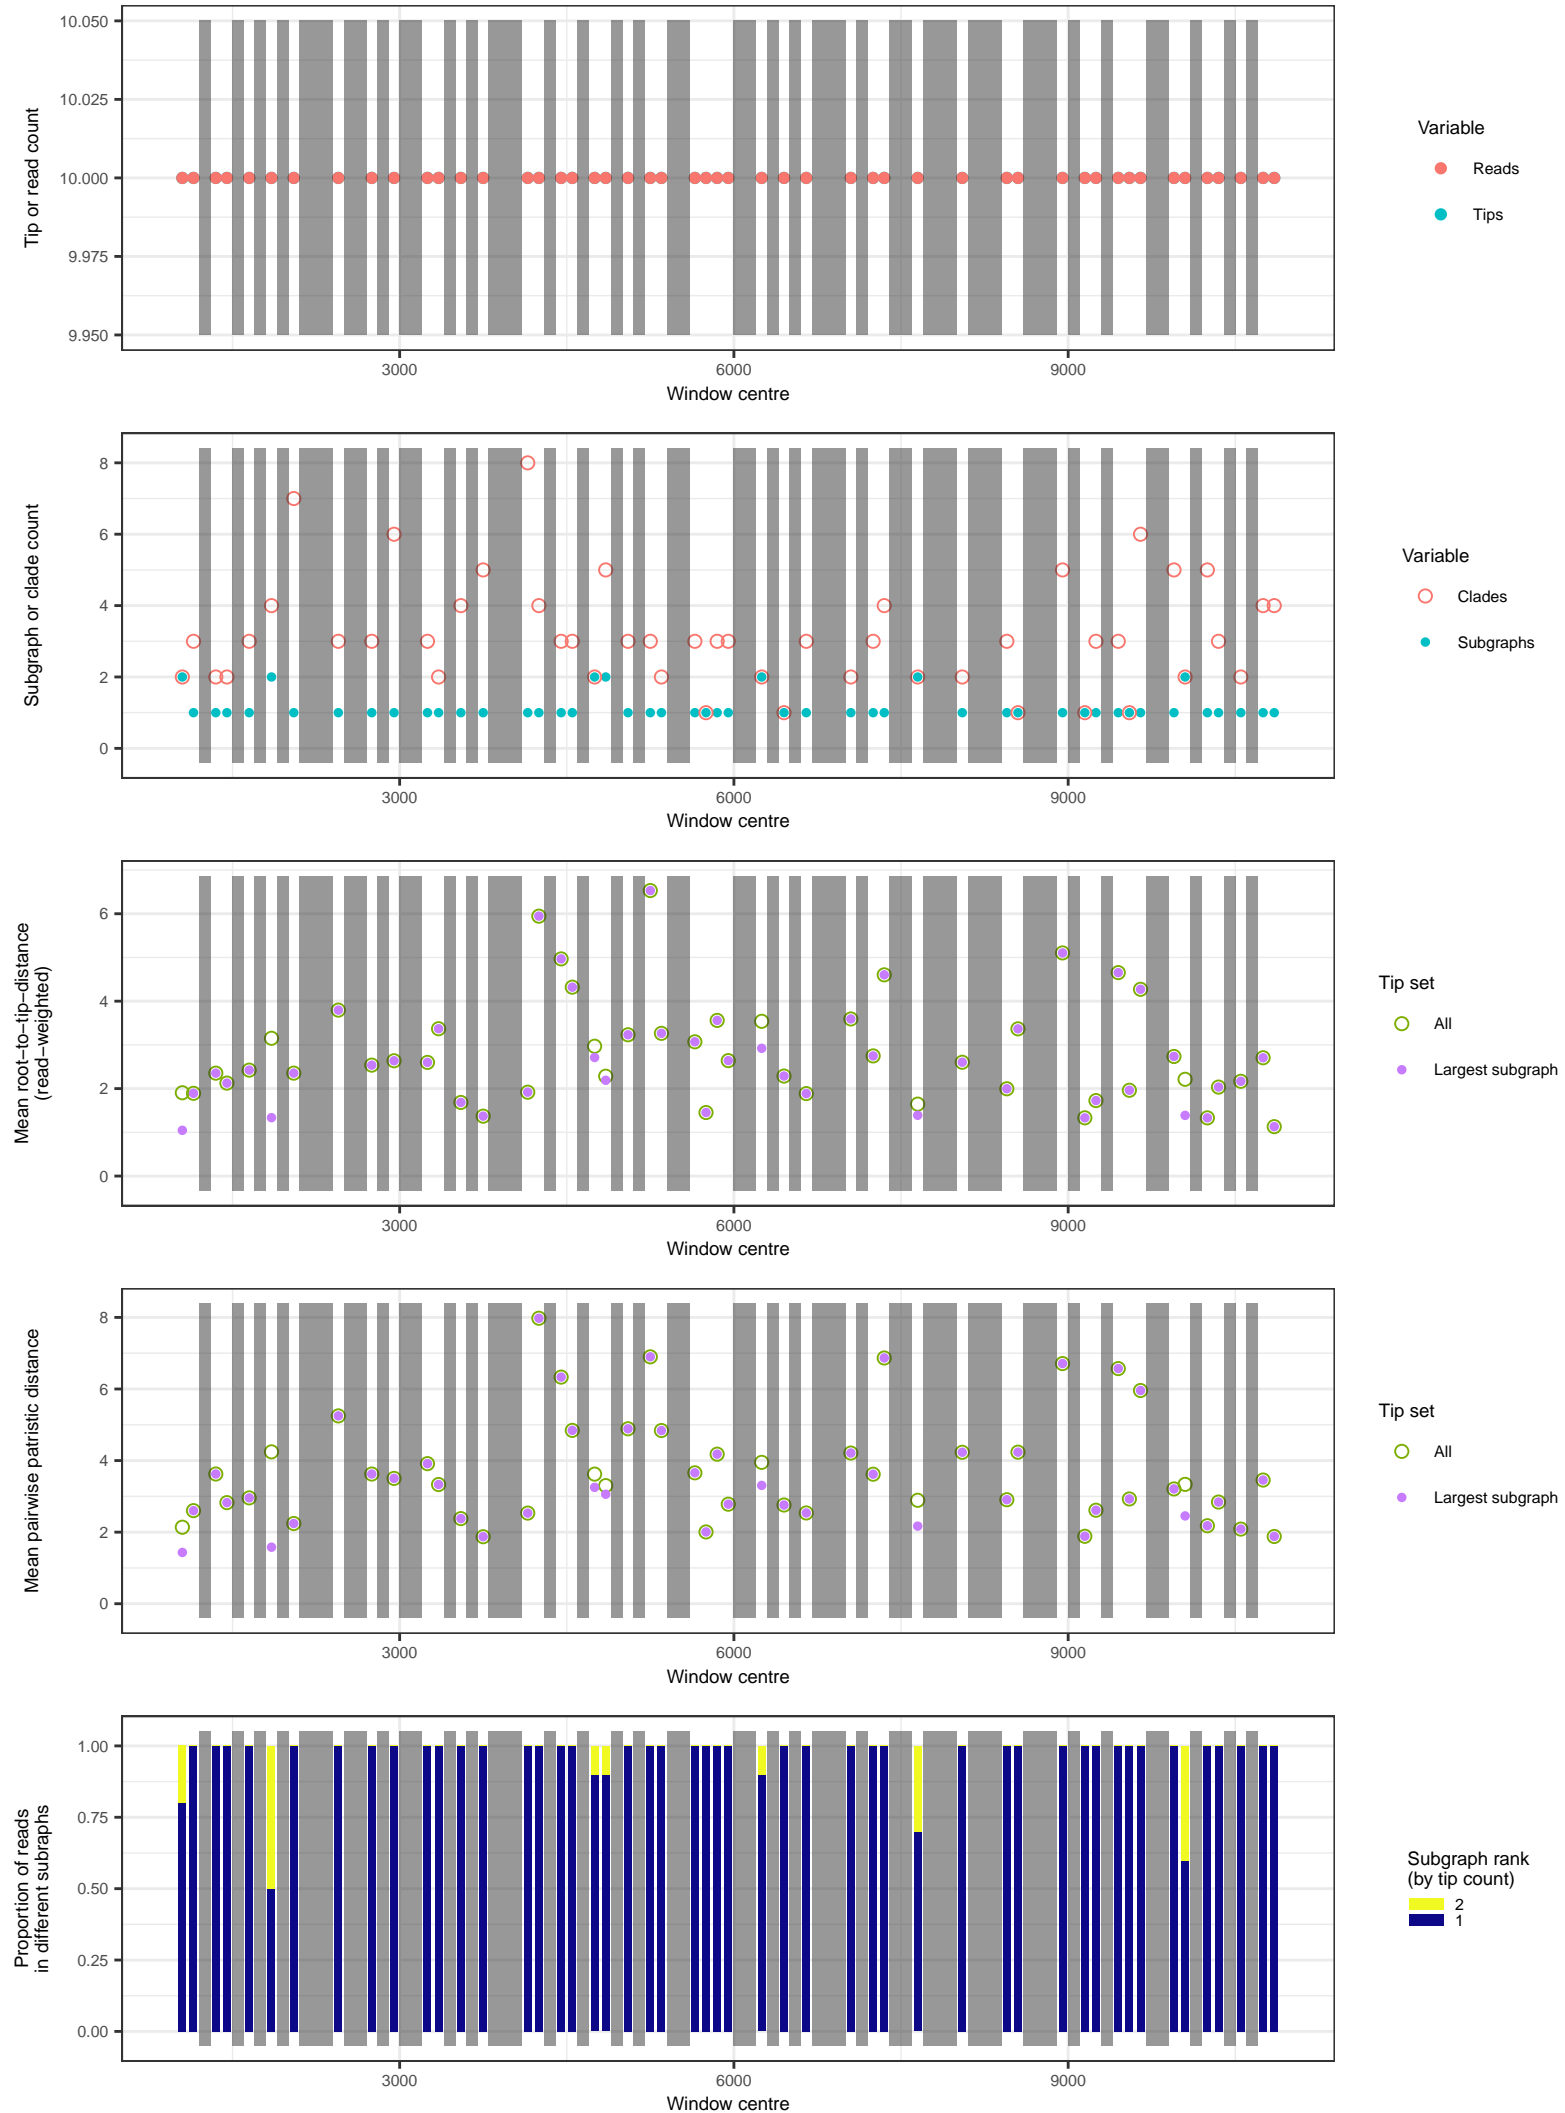 10.050
10.025
10.000
9.975
9.950
Tip or read count
3000 6000 9000
Window centre
Variable
Reads
Tips
8
6
4
2
0
Subgraph or clade count
3000 6000 9000
Window centre
Variable
Clades
Subgraphs
6
4
2
0
Mean root−to−tip−distance
(read−weighted)
3000 6000 9000
Window centre
Tip set
All
Largest subgraph
8
6
4
2
0
Mean pairwise patristic distance
3000 6000 9000
Window centre
Tip set
All
Largest subgraph
1.00
0.75
0.50
0.25
0.00
Proportion of reads
in different subraphs
3000 6000 9000
Window centre
Subgraph rank
(by tip count)
2
1